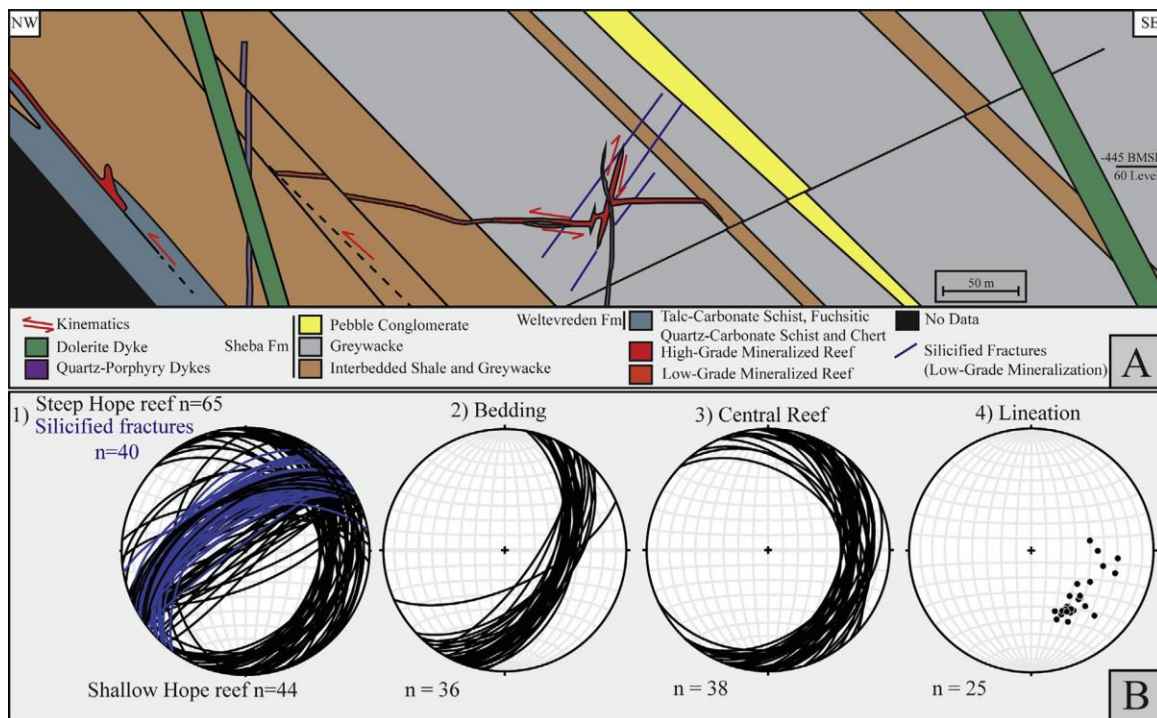 NW
SE
-445 BMSL
60 Level
50 m
Kinematics
Dolerite Dyke
Quartz-Porphyry Dykes
Sheba Fm
Pebble Conglomerate
Greywacke
Interbedded Shale and Greywacke
Weltevreden Fm
Talc-Carbonate Schist, Fuchsitic
Quartz-Carbonate Schist and Chert
High-Grade Mineralized Reef
Low-Grade Mineralized Reef
No Data
Silicified Fractures
(Low-Grade Mineralization)
A
1) Steep Hope reef n=65
Silicified fractures
n=40
Shallow Hope reef n=44
2) Bedding
n = 36
3) Central Reef
n = 38
4) Lineation
n = 25
B